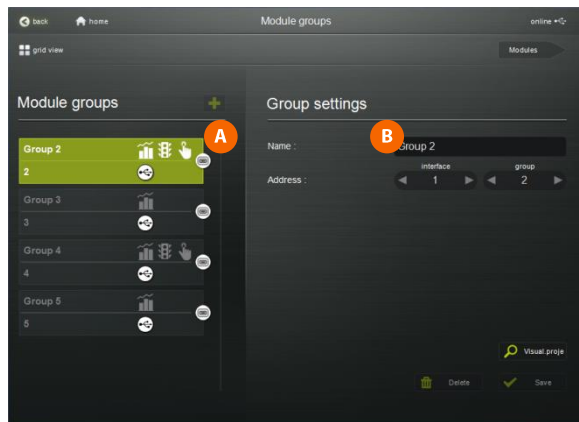 back home Module groups online
grid view Modules
Module groups
Group settings
A
B
Group 2
2
Group 3
3
Group 4
4
Group 5
5
Name : Group 2
interface group
Address : 1 2
Visual.proje
Delete Save